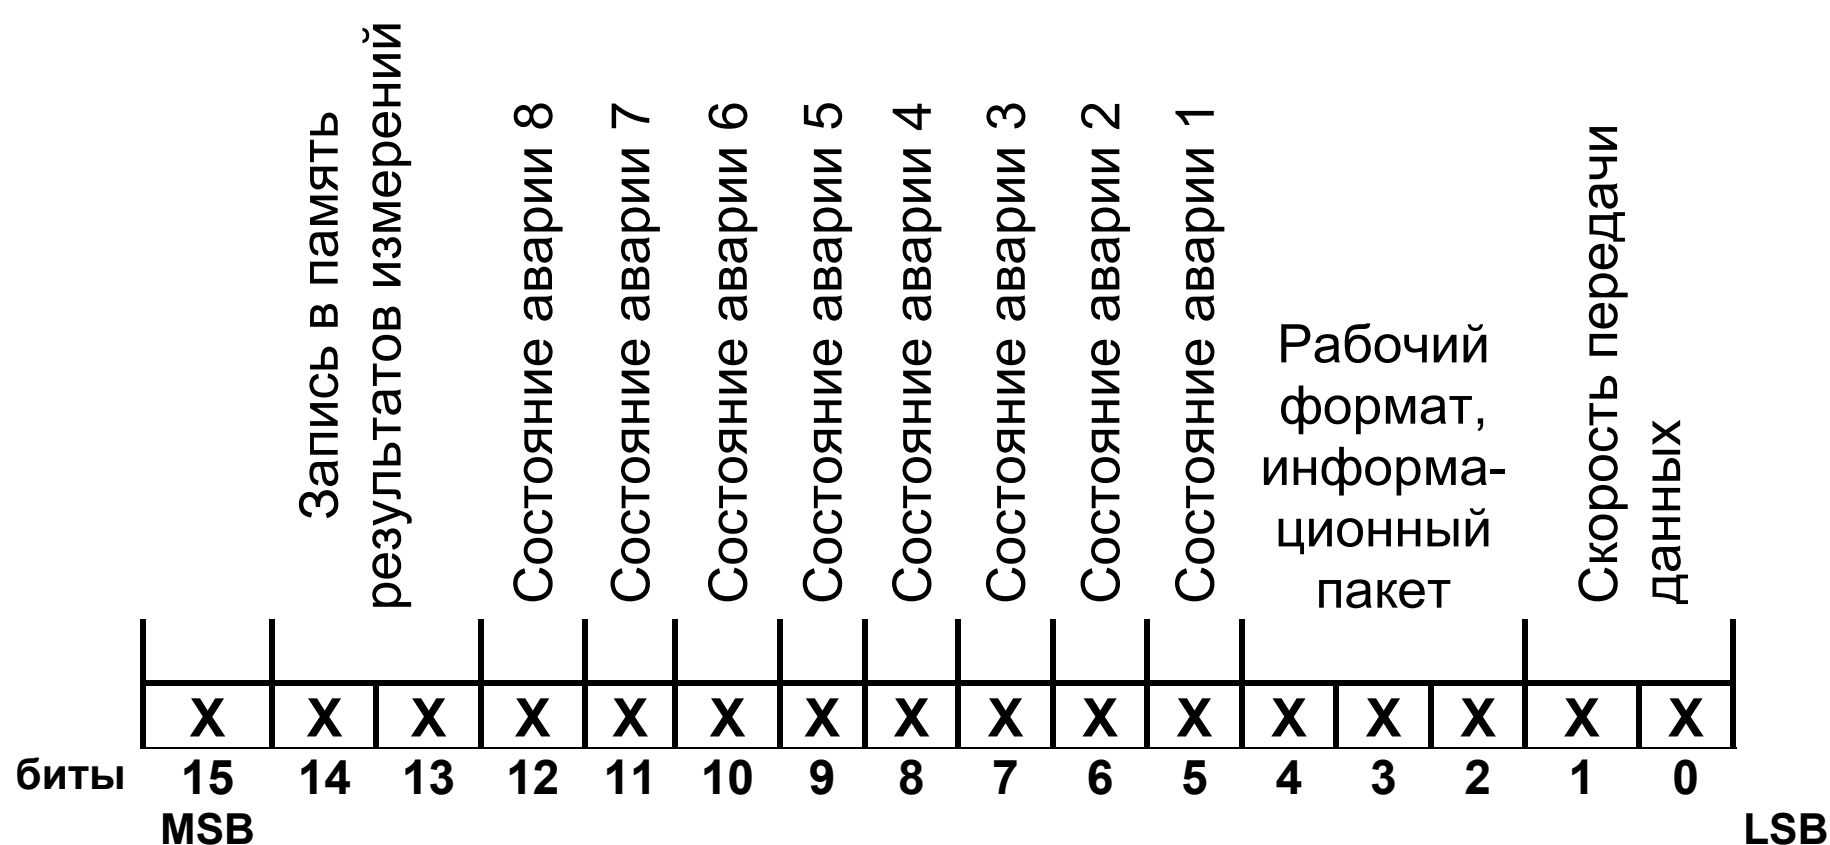 Запись в память
результатов измерений
Состояние аварии 8
Состояние аварии 7
Состояние аварии 6
Состояние аварии 5
Состояние аварии 4
Состояние аварии 3
Состояние аварии 2
Состояние аварии 1
Рабочий
формат,
информа-
ционный
пакет
Скорость передачи
данных
X X X X X X X X X X X X X X X X
биты 15 14 13 12 11 10 9 8 7 6 5 4 3 2 1 0
MSB LSB